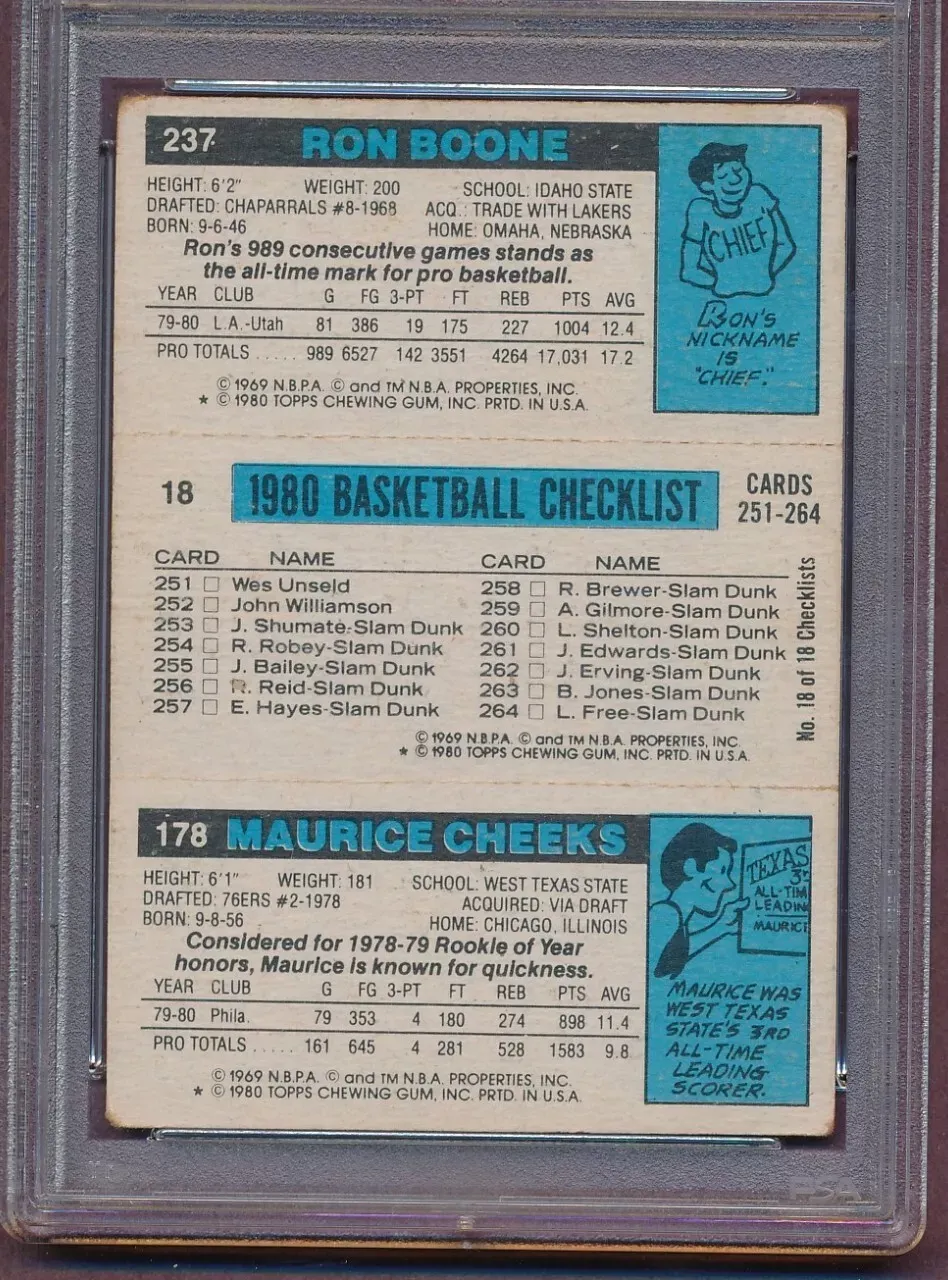 237 RON BOONE
HEIGHT: 6'2" WEIGHT: 200 SCHOOL: IDAHO STATE
DRAFTED: CHAPARRALS #8-1968 ACQ.: TRADE WITH LAKERS
BORN: 9-6-46 HOME: OMAHA, NEBRASKA
Ron's 989 consecutive games stands as
the all-time mark for pro basketball.
YEAR CLUB G FG 3-PT FT REB PTS AVG
79-80 L.A.-Utah 81 386 19 175 227 1004 12.4
PRO TOTALS ..... 989 6527 142 3551 4264 17,031 17.2
© 1969 N.B.P.A. © and TM N.B.A. PROPERTIES, INC.
★ © 1980 TOPPS CHEWING GUM, INC. PRTD. IN U.S.A.
CHIEF
RON'S
NICKNAME
IS
"CHIEF."
18 1980 BASKETBALL CHECKLIST CARDS
251-264
CARD NAME CARD NAME
251 □ Wes Unseld 258 □ R. Brewer-Slam Dunk
252 □ John Williamson 259 □ A. Gilmore-Slam Dunk
253 □ J. Shumate-Slam Dunk 260 □ L. Shelton-Slam Dunk
254 □ R. Robey-Slam Dunk 261 □ J. Edwards-Slam Dunk
255 □ J. Bailey-Slam Dunk 262 □ J. Erving-Slam Dunk
256 □ R. Reid-Slam Dunk 263 □ B. Jones-Slam Dunk
257 □ E. Hayes-Slam Dunk 264 □ L. Free-Slam Dunk
No. 18 of 18 Checklists
© 1969 N.B.P.A. © and TM N.B.A. PROPERTIES, INC.
★ © 1980 TOPPS CHEWING GUM, INC. PRTD. IN U.S.A.
178 MAURICE CHEEKS
HEIGHT: 6'1" WEIGHT: 181 SCHOOL: WEST TEXAS STATE
DRAFTED: 76ERS #2-1978 ACQUIRED: VIA DRAFT
BORN: 9-8-56 HOME: CHICAGO, ILLINOIS
Considered for 1978-79 Rookie of Year
honors, Maurice is known for quickness.
YEAR CLUB G FG 3-PT FT REB PTS AVG
79-80 Phila. 79 353 4 180 274 898 11.4
PRO TOTALS ..... 161 645 4 281 528 1583 9.8
© 1969 N.B.P.A. © and TM N.B.A. PROPERTIES, INC.
★ © 1980 TOPPS CHEWING GUM, INC. PRTD. IN U.S.A.
TEXAS
ALL-TIM
LEADIN
MAURICE
MAURICE WAS
WEST TEXAS
STATE'S 3RD
ALL-TIME
LEADING
SCORER.
PSA